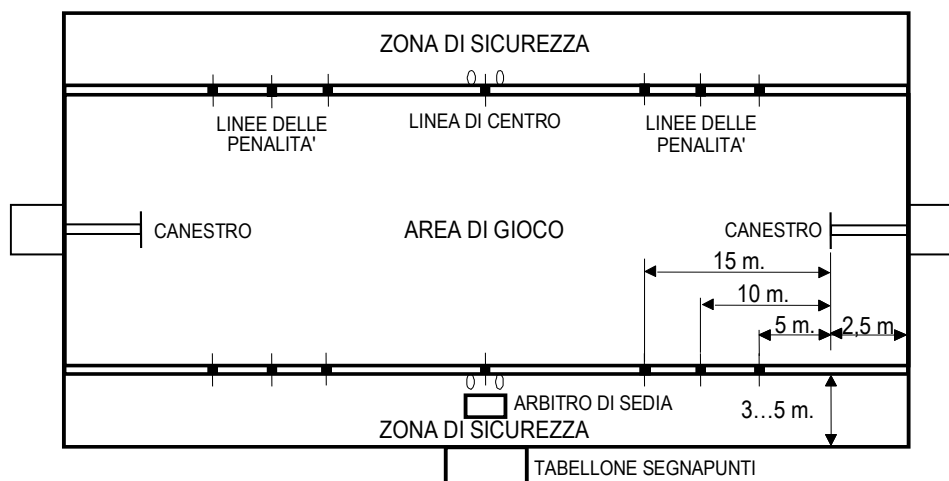 ZONA DI SICUREZZA
LINEE DELLE
PENALITA'
LINEA DI CENTRO
LINEE DELLE
PENALITA'
CANESTRO
AREA DI GIOCO
CANESTRO
15 m.
10 m.
5 m.
2,5 m
ARBITRO DI SEDIA
3…5 m.
ZONA DI SICUREZZA
TABELLONE SEGNAPUNTI